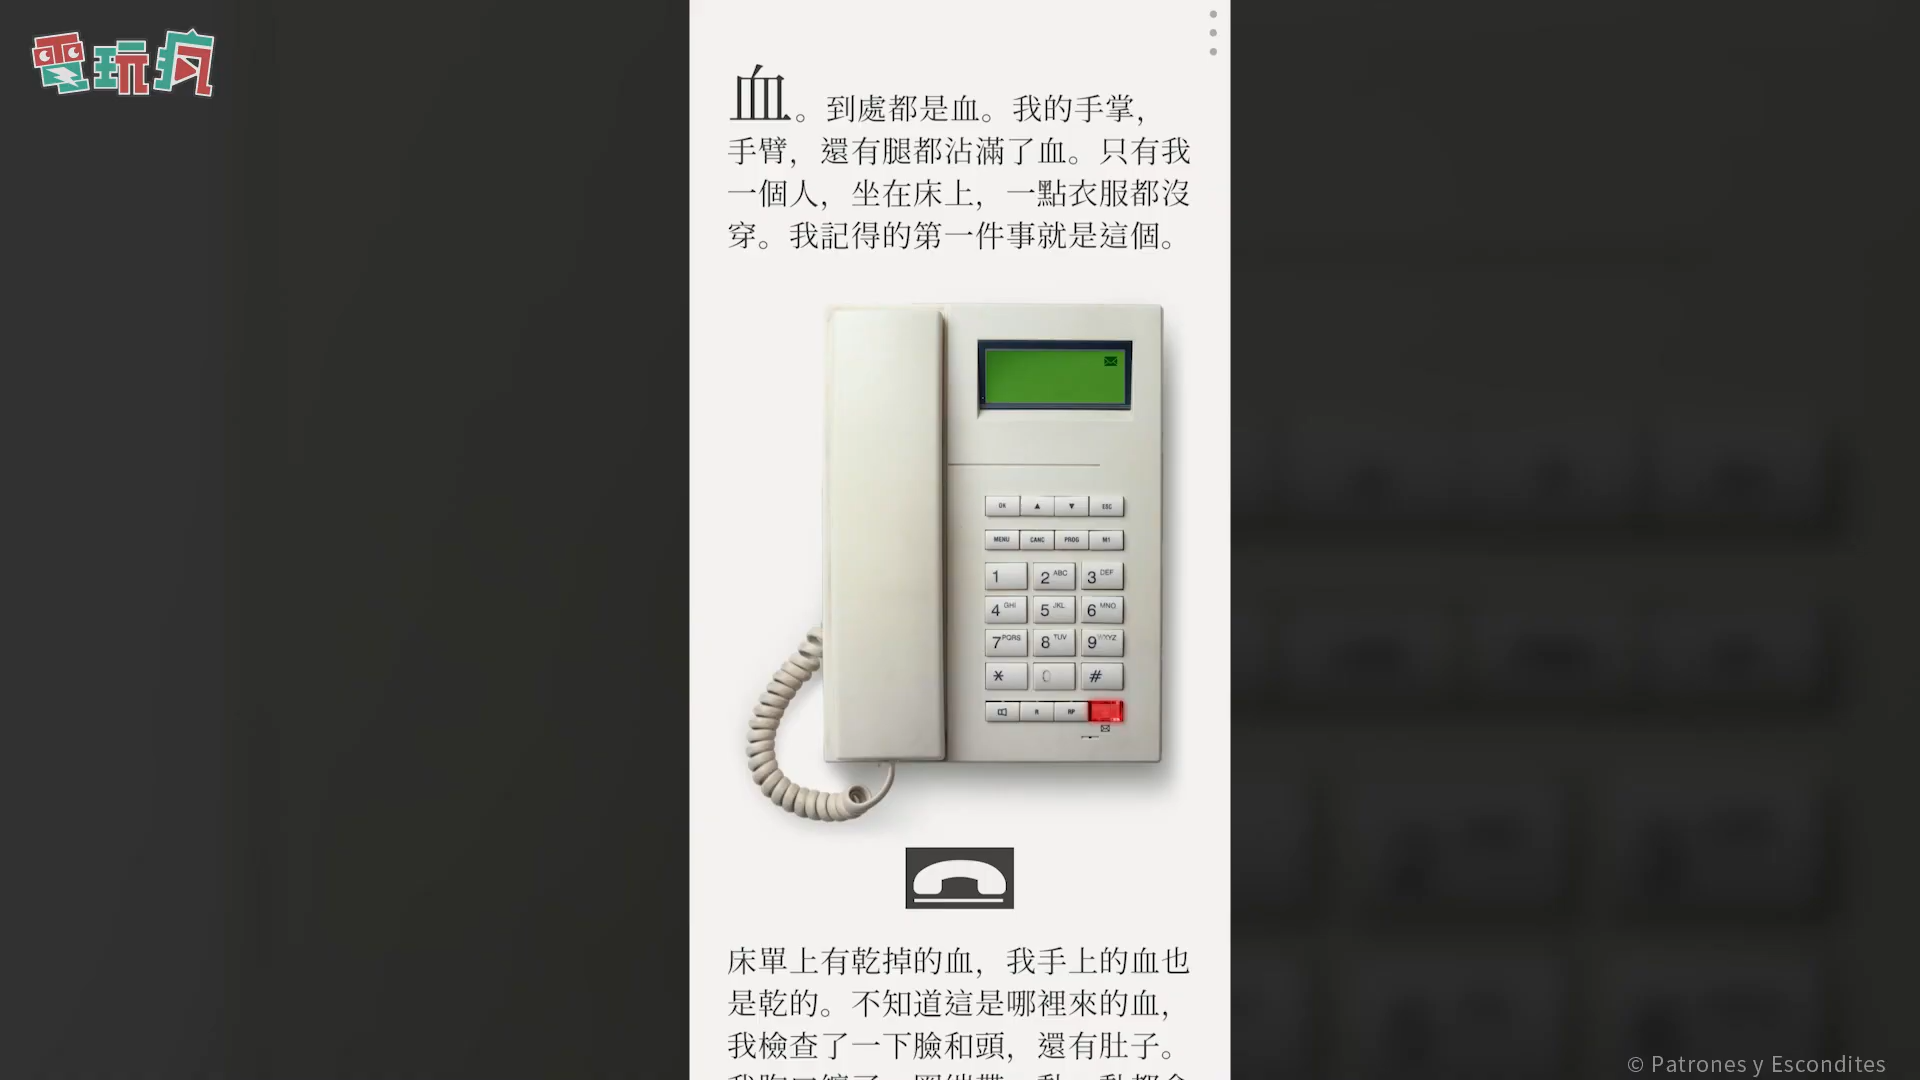 電玩瘋
血。到處都是血。我的手掌，
手臂，還有腿都沾滿了血。只有我
一個人，坐在床上，一點衣服都沒
穿。我記得的第一件事就是這個。
OK ▲ ▼ ESC
MENU CANC PROG M1
1 2 ABC 3 DEF
4 GHI 5 JKL 6 MNO
7 PQRS 8 TUV 9 WXYZ
* 0 #
R RP
床單上有乾掉的血，我手上的血也
是乾的。不知道這是哪裡來的血，
我檢查了一下臉和頭，還有肚子。
© Patrones y Escondites